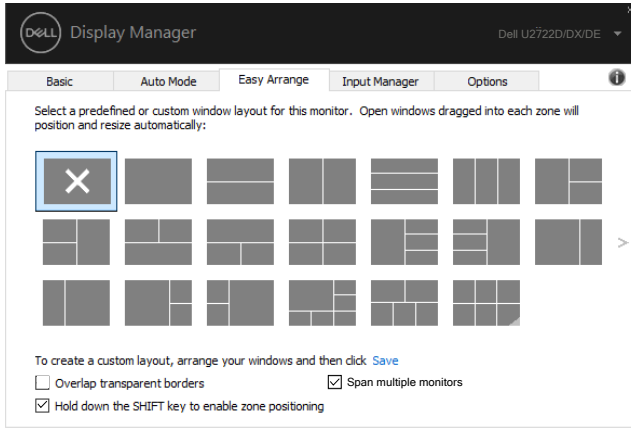 DELL Display Manager
Dell U2722D/DX/DE
Basic Auto Mode Easy Arrange Input Manager Options
Select a predefined or custom window layout for this monitor. Open windows dragged into each zone will
position and resize automatically:
To create a custom layout, arrange your windows and then click Save
Overlap transparent borders
Span multiple monitors
Hold down the SHIFT key to enable zone positioning